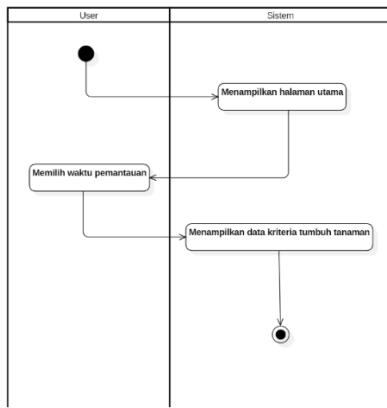 User
Sistem
Menampilkan halaman utama
Memilih waktu pemantauan
Menampilkan data kriteria tumbuh tanaman